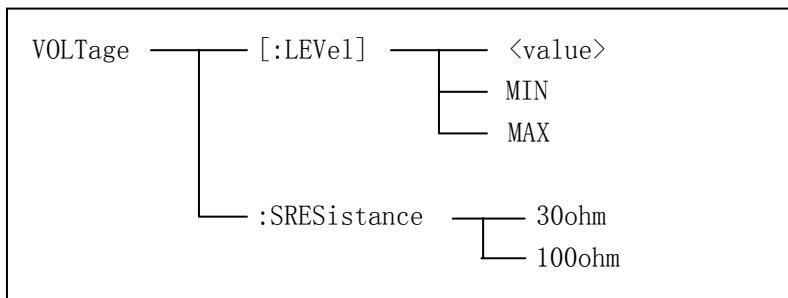 VOLTage [:LEVel] <value>
MIN
MAX
:SRESistance 30ohm
100ohm